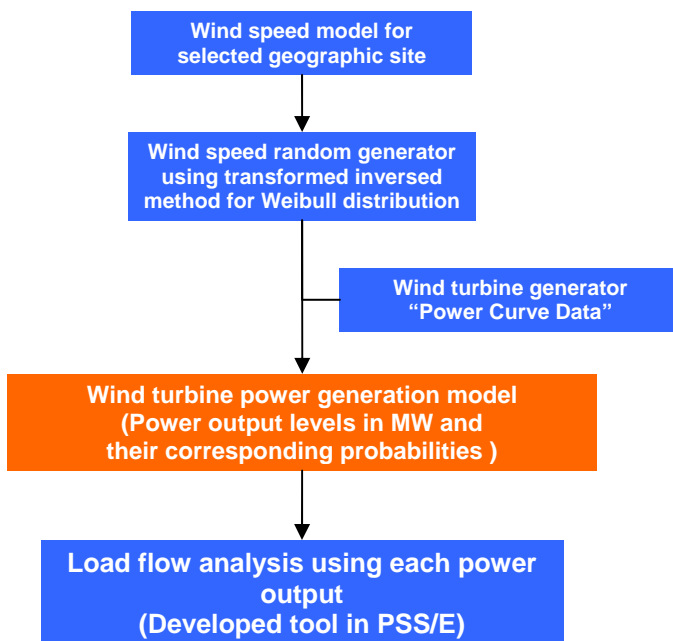 Wind speed model for
selected geographic site
Wind speed random generator
using transformed inversed
method for Weibull distribution
Wind turbine generator
“Power Curve Data”
Wind turbine power generation model
(Power output levels in MW and
their corresponding probabilities )
Load flow analysis using each power
output
(Developed tool in PSS/E)